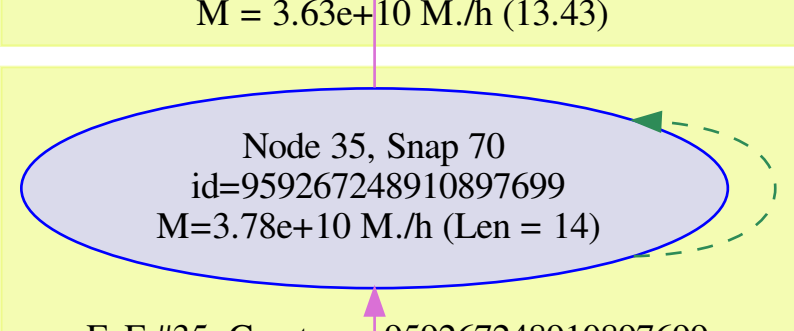 M = 3.63e+10 M./h (13.43)
Node 35, Snap 70
id=959267248910897699
M=3.78e+10 M./h (Len = 14)